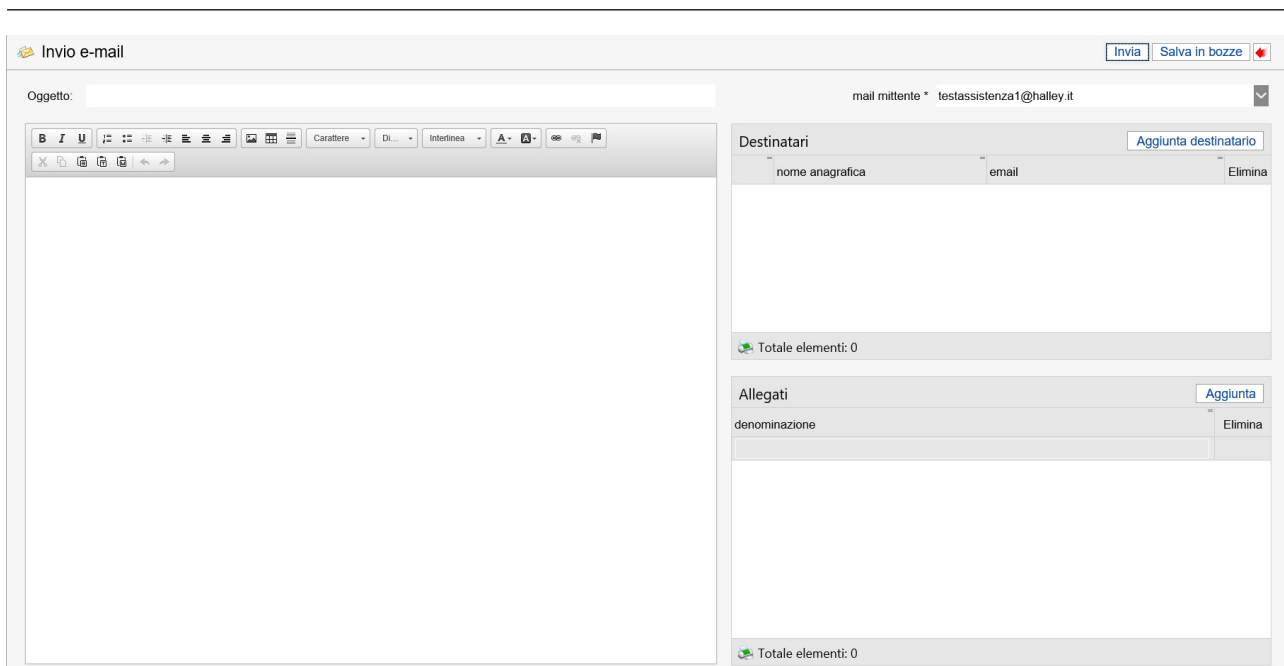 Invio e-mail
Invia
Salva in bozze
Oggetto:
mail mittente * testassistenza1@halley.it
B I U
Carattere
Di...
Interlinea
A
A
Destinatari
Aggiunta destinatario
nome anagrafica
email
Elimina
Totale elementi: 0
Allegati
Aggiunta
denominazione
Elimina
Totale elementi: 0